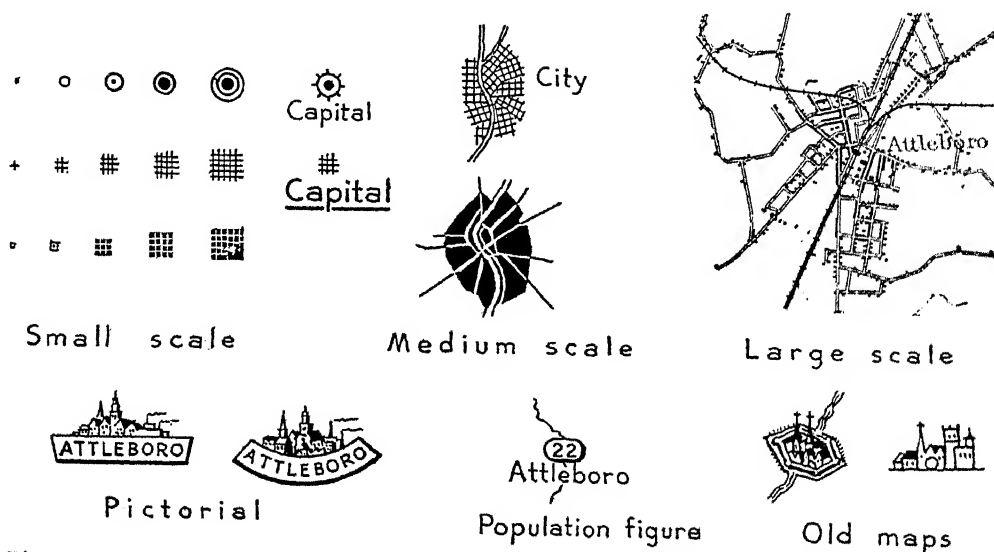 City
Capital
Capital
Attleboro
Small scale
Medium scale
Large scale
ATTLEBORO
ATTLEBORO
22
Attleboro
Pictorial
Population figure
Old maps